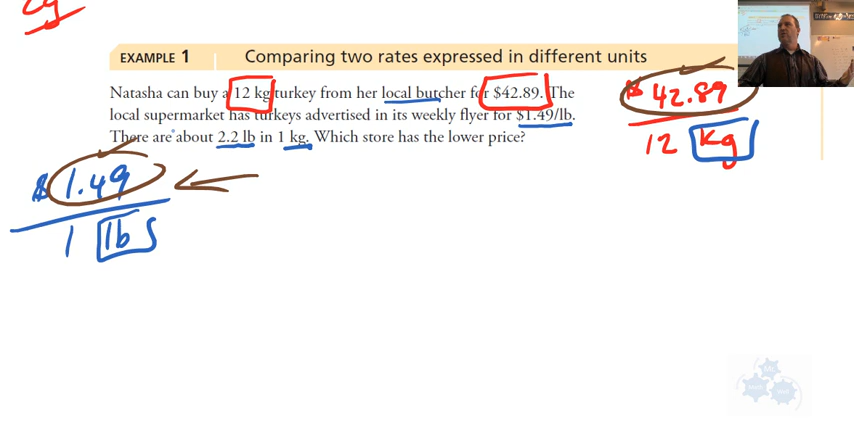 EXAMPLE 1 Comparing two rates expressed in different units
Natasha can buy a 12 kg turkey from her local butcher for $42.89. The
local supermarket has turkeys advertised in its weekly flyer for $1.49/lb.
There are about 2.2 lb in 1 kg. Which store has the lower price?
$ 42.89
12 kg
$ 1.49
1 lbs